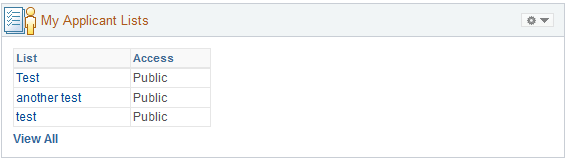 My Applicant Lists
List Access
Test Public
another test Public
test Public
View All